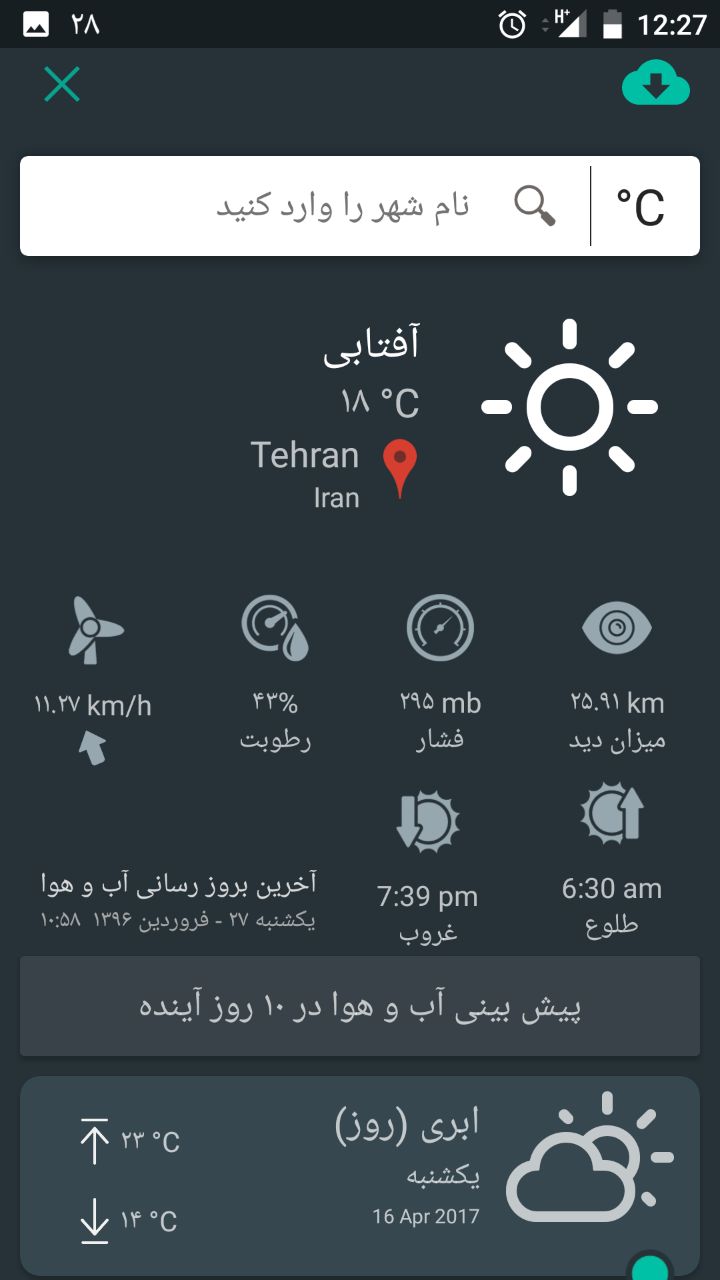 ۲۸
H+
12:27
نام شهر را وارد کنید
°C
آفتابی
۱۸ °C
Tehran
Iran
۲۵.۹۱ km
میزان دید
۲۹۵ mb
فشار
۴۳%
رطوبت
۱۱.۲۷ km/h
6:30 am
طلوع
7:39 pm
غروب
آخرین بروز رسانی آب و هوا
یکشنبه ۲۷ - فروردین ۱۳۹۶ ۱۰:۵۸
پیش بینی آب و هوا در ۱۰ روز آینده
ابری (روز)
یکشنبه
16 Apr 2017
۲۳ °C
۱۴ °C